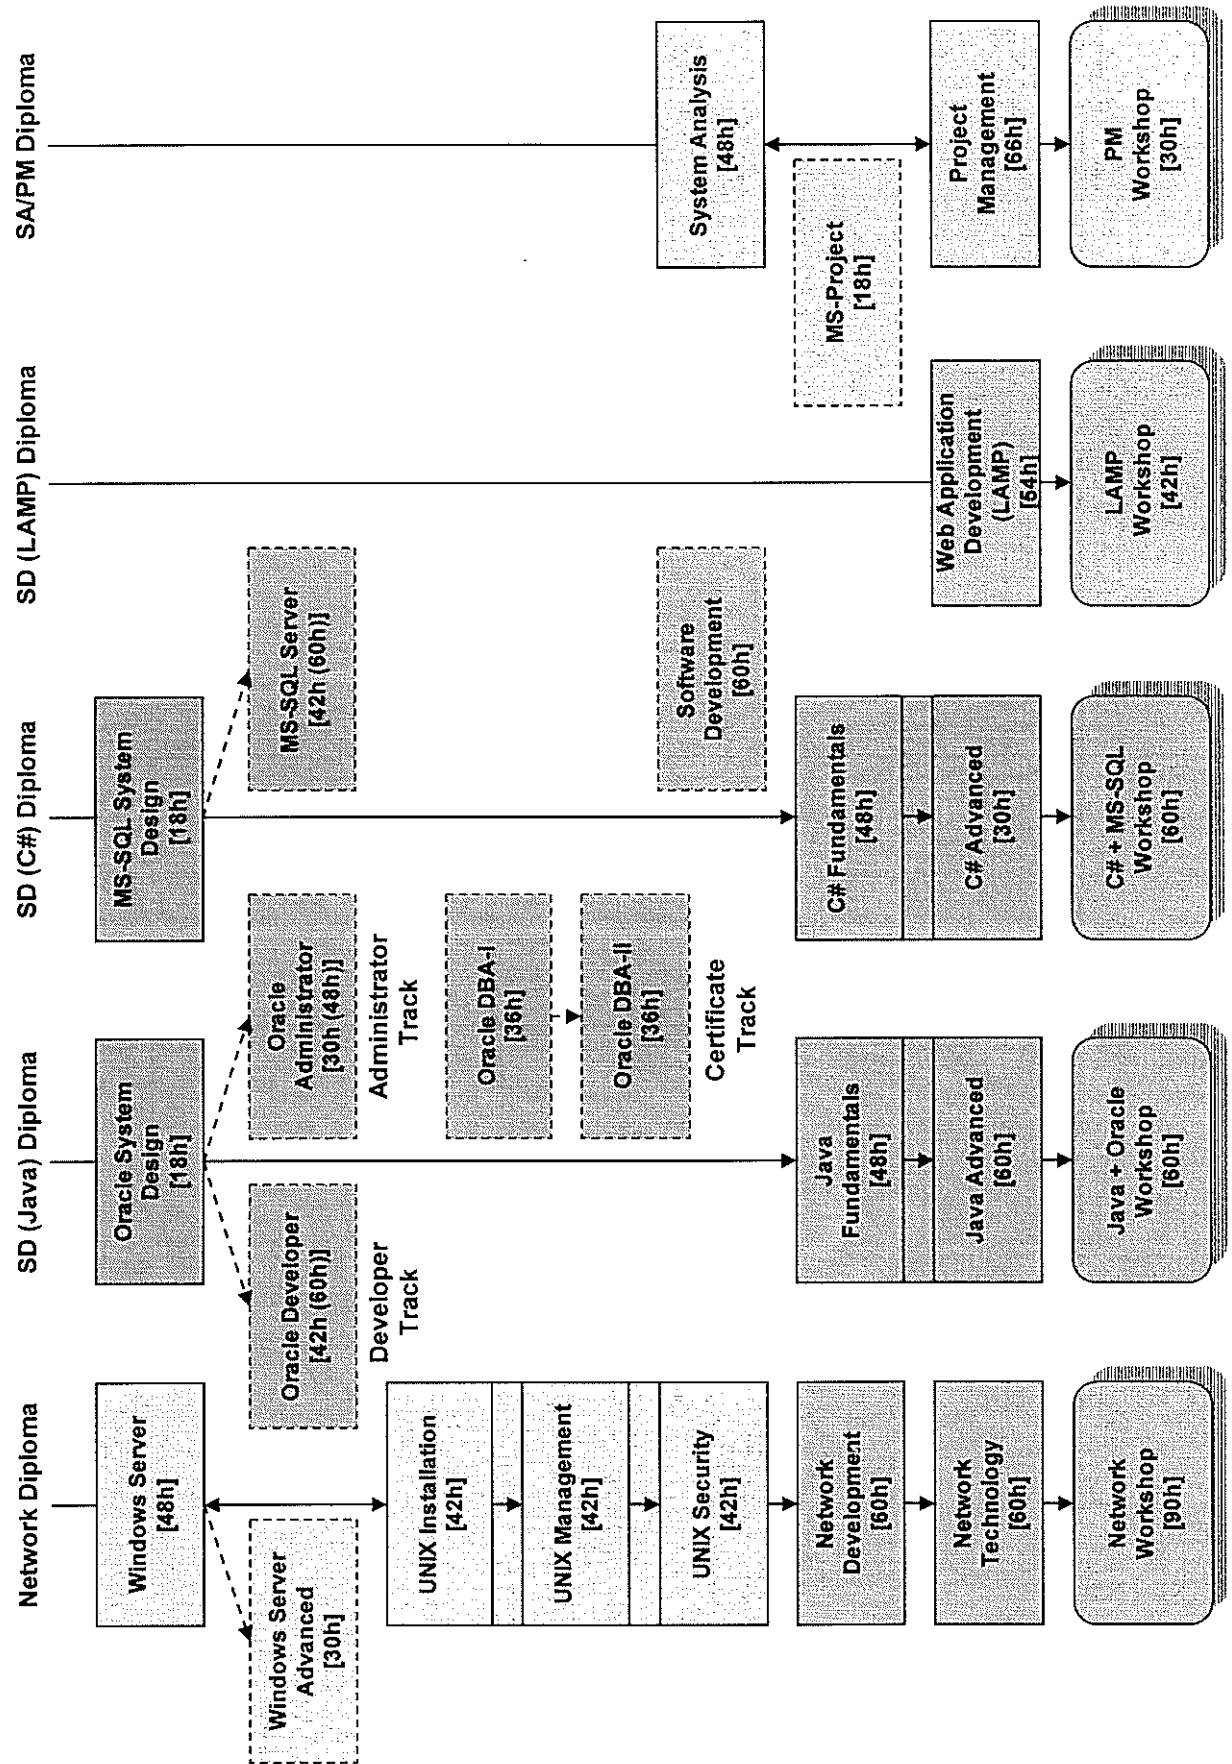 Network Diploma
SD (Java) Diploma
SD (C#) Diploma
SD (LAMP) Diploma
SA/PM Diploma
Windows Server
[48h]
Oracle System
Design
[18h]
MS-SQL System
Design
[18h]
Windows Server
Advanced
[30h]
Oracle Developer
[42h (60h)]
Developer
Track
Oracle
Administrator
[30h (48h)]
Administrator
Track
MS-SQL Server
[42h (60h)]
UNIX Installation
[42h]
Oracle DBA-I
[36h]
UNIX Management
[42h]
Oracle DBA-II
[36h]
Certificate
Track
UNIX Security
[42h]
Software
Development
[60h]
System Analysis
[48h]
Network
Development
[60h]
Java
Fundamentals
[48h]
C# Fundamentals
[48h]
MS-Project
[18h]
Network
Technology
[60h]
Java Advanced
[60h]
C# Advanced
[30h]
Web Application
Development
(LAMP)
[54h]
Project
Management
[66h]
Network
Workshop
[90h]
Java + Oracle
Workshop
[60h]
C# + MS-SQL
Workshop
[60h]
LAMP
Workshop
[42h]
PM
Workshop
[30h]